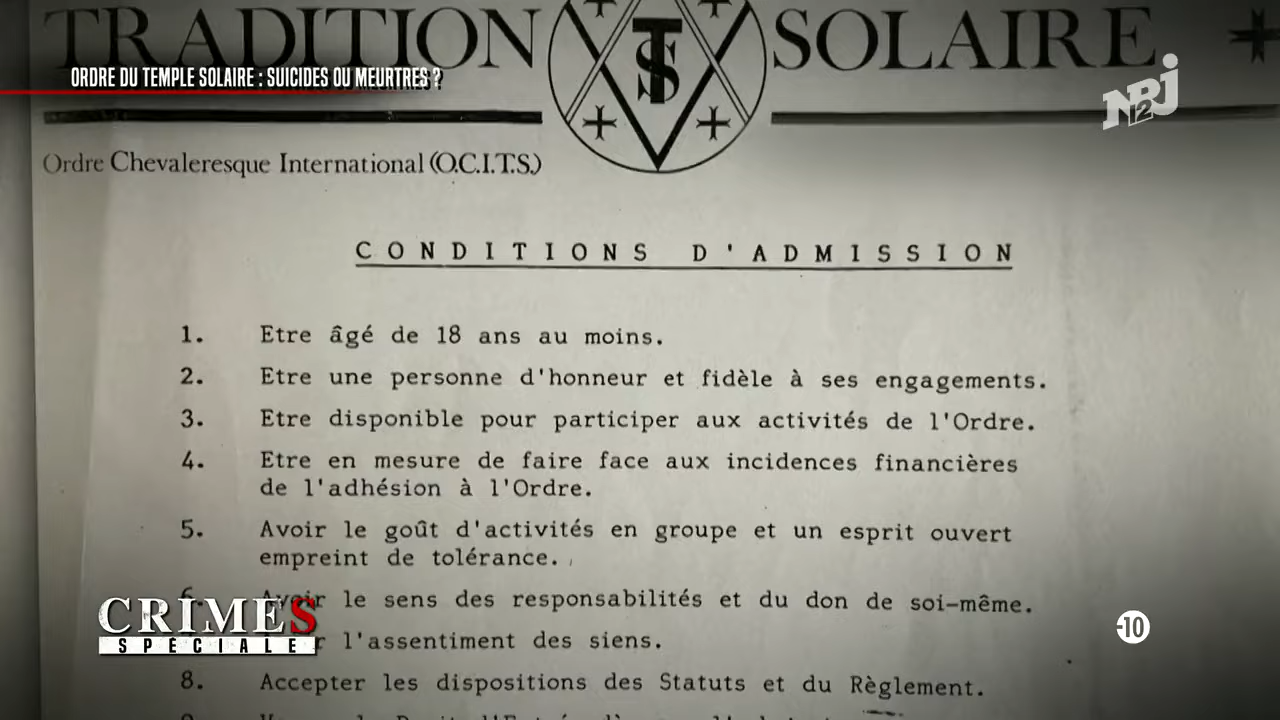 TRADITION SOLAIRE
TS
ORDRE DU TEMPLE SOLAIRE : SUICIDES OU MEURTRES ?
NRJ12
Ordre Chevaleresque International (O.C.I.T.S.)
CONDITIONS D'ADMISSION
1. Etre âgé de 18 ans au moins.
2. Etre une personne d'honneur et fidèle à ses engagements.
3. Etre disponible pour participer aux activités de l'Ordre.
4. Etre en mesure de faire face aux incidences financières
de l'adhésion à l'Ordre.
5. Avoir le goût d'activités en groupe et un esprit ouvert
empreint de tolérance.
6. Avoir le sens des responsabilités et du don de soi-même.
l'assentiment des siens.
CRIMES
SPÉCIALE
-10
8. Accepter les dispositions des Statuts et du Règlement.